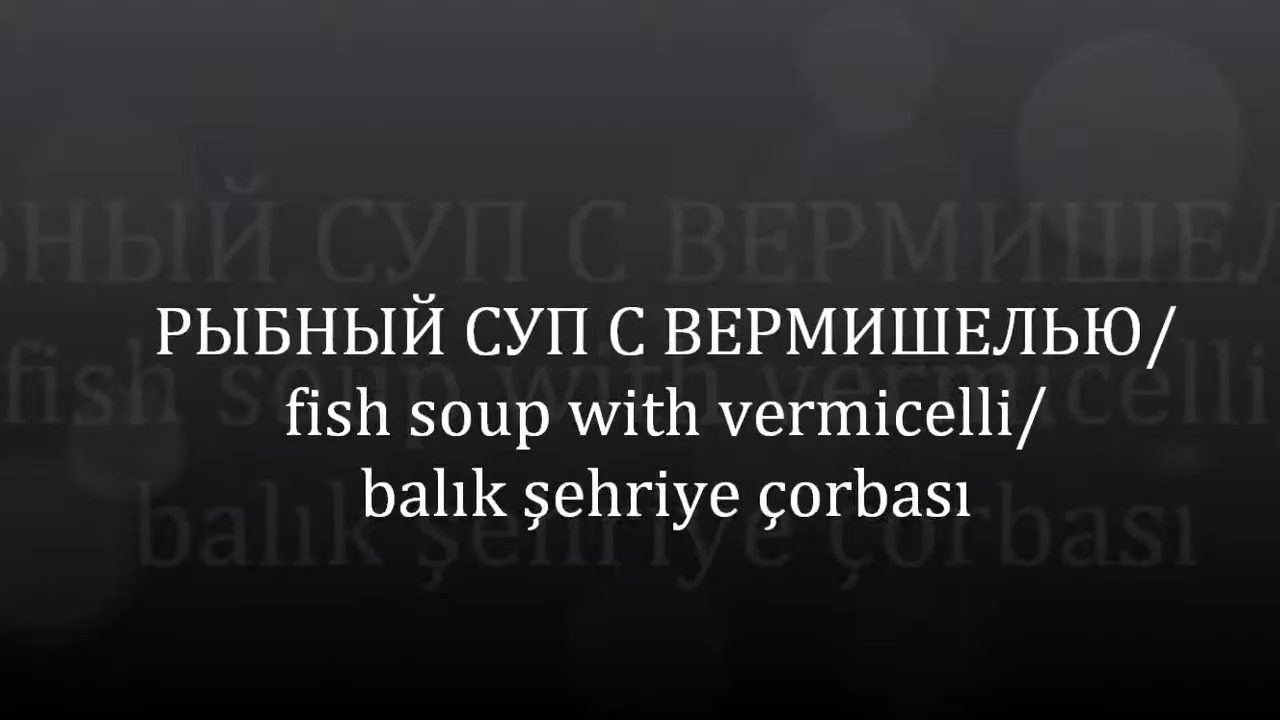 РЫБНЫЙ СУП С ВЕРМИШЕЛЬЮ/
fish soup with vermicelli/
balık şehriye çorbası